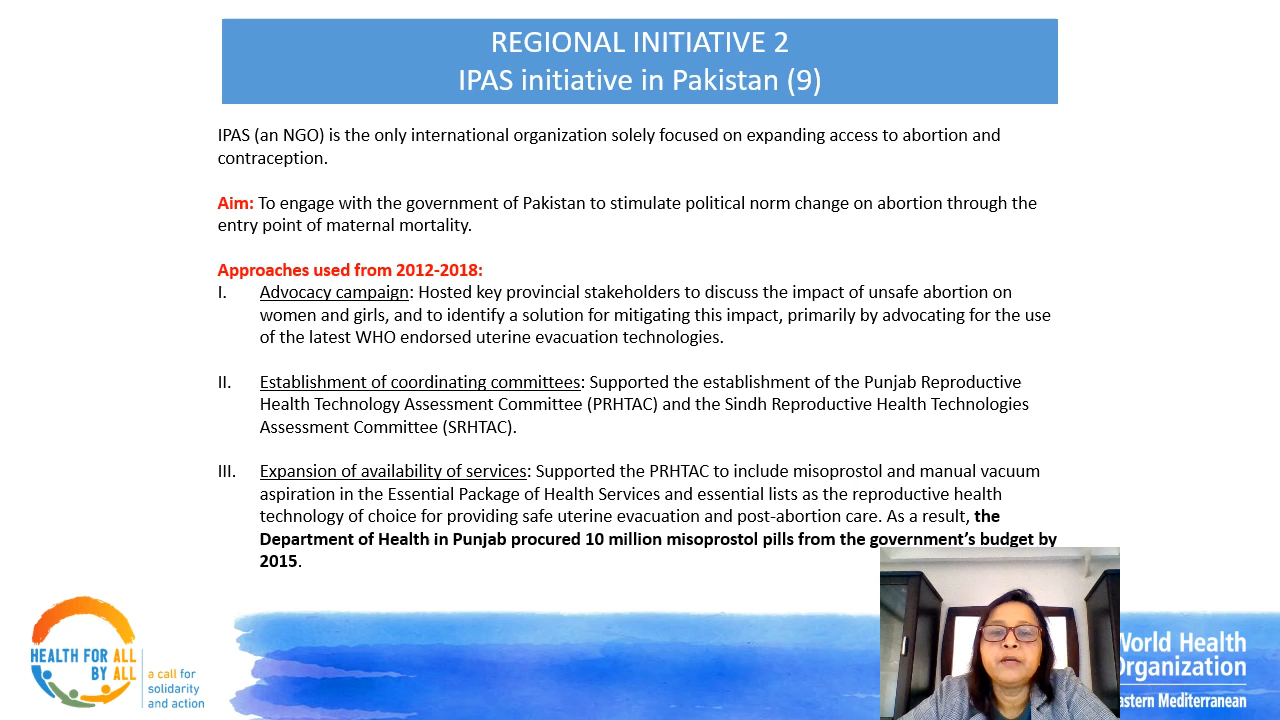 REGIONAL INITIATIVE 2
IPAS initiative in Pakistan (9)
IPAS (an NGO) is the only international organization solely focused on expanding access to abortion and
contraception.
Aim: To engage with the government of Pakistan to stimulate political norm change on abortion through the
entry point of maternal mortality.
Approaches used from 2012-2018:
I. Advocacy campaign: Hosted key provincial stakeholders to discuss the impact of unsafe abortion on
women and girls, and to identify a solution for mitigating this impact, primarily by advocating for the use
of the latest WHO endorsed uterine evacuation technologies.
II. Establishment of coordinating committees: Supported the establishment of the Punjab Reproductive
Health Technology Assessment Committee (PRHTAC) and the Sindh Reproductive Health Technologies
Assessment Committee (SRHTAC).
III. Expansion of availability of services: Supported the PRHTAC to include misoprostol and manual vacuum
aspiration in the Essential Package of Health Services and essential lists as the reproductive health
technology of choice for providing safe uterine evacuation and post-abortion care. As a result, the
Department of Health in Punjab procured 10 million misoprostol pills from the government's budget by
2015.
HEALTH FOR ALL
BY ALL
a call for
solidarity
and action
World Health
Organization
astern Mediterranean